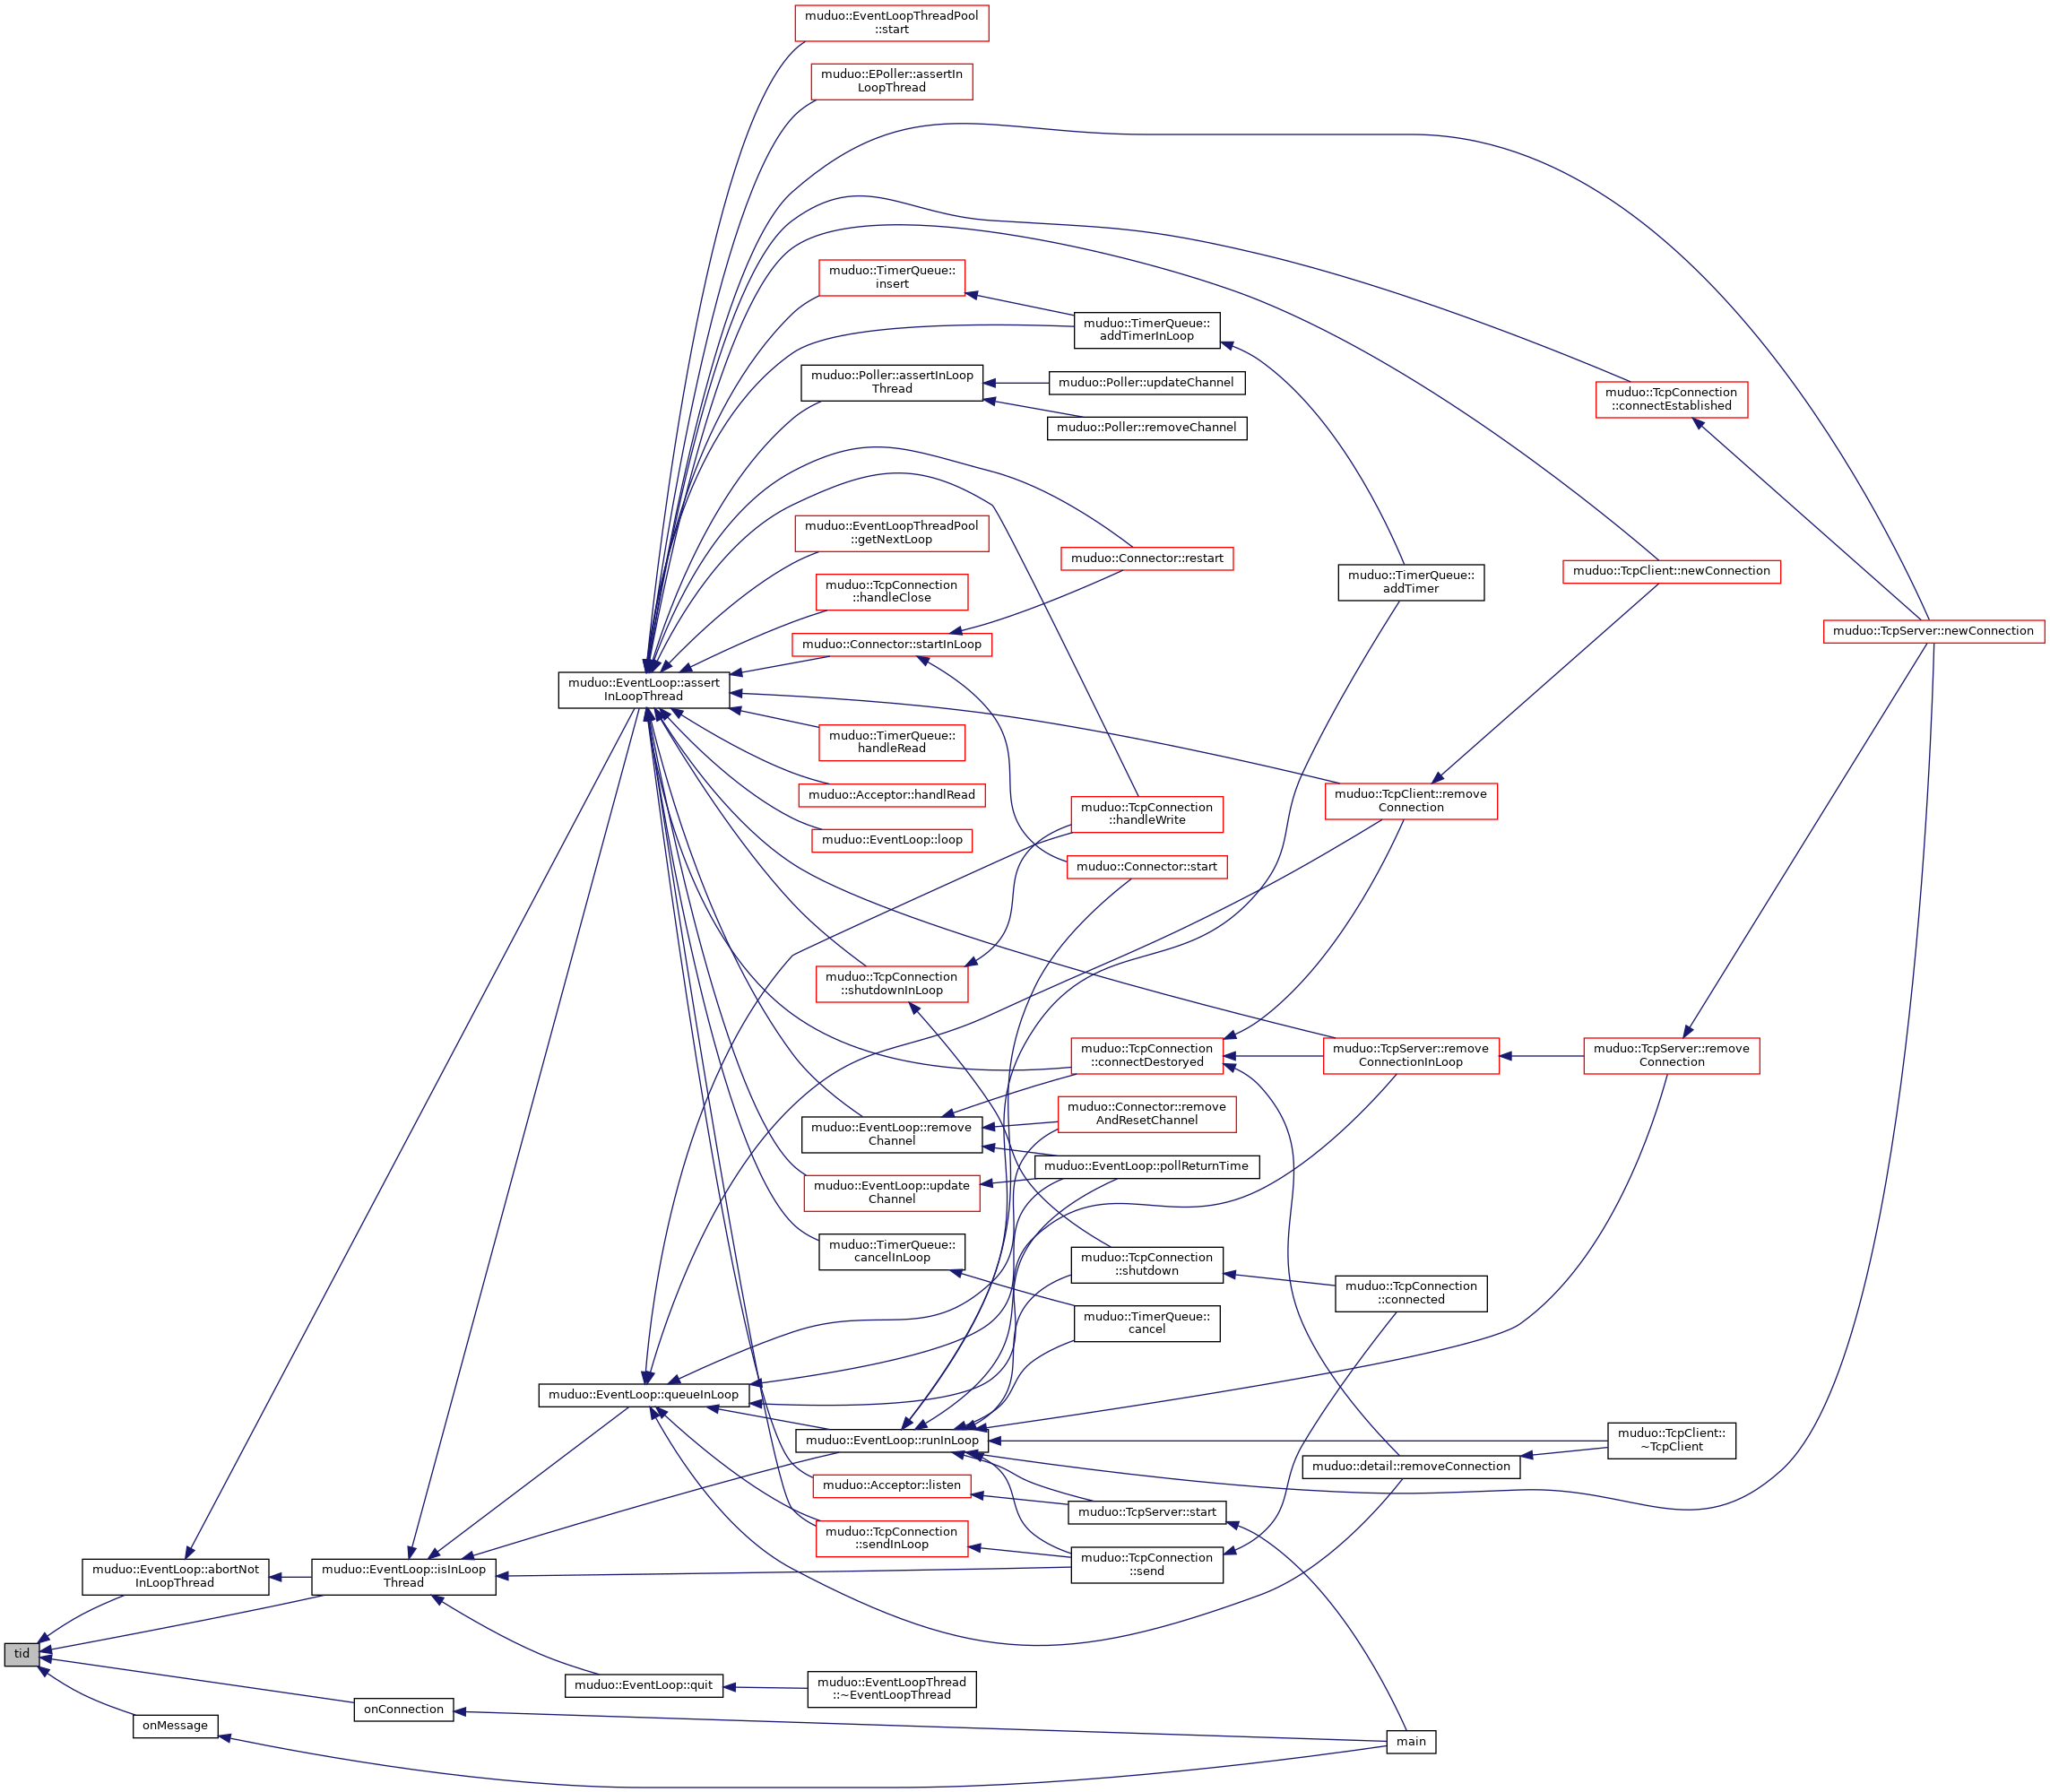 muduo::EventLoopThreadPool
::start
muduo::EPoller::assertIn
LoopThread
muduo::TimerQueue::
insert
muduo::TimerQueue::
addTimerInLoop
muduo::Poller::assertInLoop
Thread
muduo::Poller::updateChannel
muduo::TcpConnection
::connectEstablished
muduo::Poller::removeChannel
muduo::EventLoopThreadPool
::getNextLoop
muduo::Connector::restart
muduo::TcpClient::newConnection
muduo::TimerQueue::
addTimer
muduo::TcpConnection
::handleClose
muduo::TcpServer::newConnection
muduo::Connector::startInLoop
muduo::EventLoop::assert
InLoopThread
muduo::TimerQueue::
handleRead
muduo::Acceptor::handlRead
muduo::TcpClient::remove
Connection
muduo::TcpConnection
::handleWrite
muduo::EventLoop::loop
muduo::Connector::start
muduo::TcpConnection
::shutdownInLoop
muduo::TcpConnection
::connectDestoryed
muduo::TcpServer::remove
ConnectionInLoop
muduo::TcpServer::remove
Connection
muduo::Connector::remove
AndResetChannel
muduo::EventLoop::remove
Channel
muduo::EventLoop::pollReturnTime
muduo::EventLoop::update
Channel
muduo::TimerQueue::
cancelInLoop
muduo::TcpConnection
::shutdown
muduo::TcpConnection
::connected
muduo::TimerQueue::
cancel
muduo::EventLoop::queueInLoop
muduo::EventLoop::runInLoop
muduo::TcpClient::
~TcpClient
muduo::detail::removeConnection
muduo::Acceptor::listen
muduo::TcpServer::start
muduo::TcpConnection
::sendInLoop
muduo::TcpConnection
::send
muduo::EventLoop::abortNot
InLoopThread
muduo::EventLoop::isInLoop
Thread
tid
muduo::EventLoop::quit
muduo::EventLoopThread
::~EventLoopThread
onConnection
onMessage
main